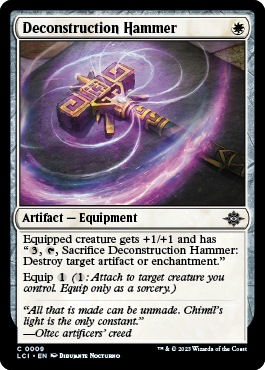 Deconstruction Hammer
Artifact — Equipment
Equipped creature gets +1/+1 and has
“3, , Sacrifice Deconstruction Hammer:
Destroy target artifact or enchantment.”
Equip 1 (1: Attach to target creature you
control. Equip only as a sorcery.)
“All that is made can be unmade. Chimil’s
light is the only constant.”
—Oltec artificers’ creed
C 0009
LCI • EN Dibujante Nocturno
™ & © 2023 Wizards of the Coast